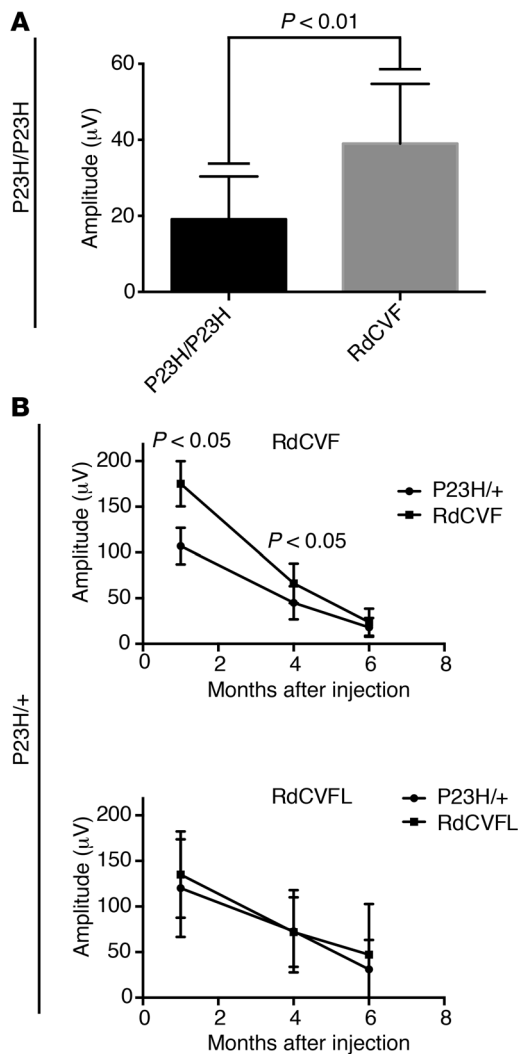 A
P < 0.01
P23H/P23H
Amplitude (μV)
60
40
20
0
P23H/P23H
RdCVF
B
P23H/+
P < 0.05
RdCVF
P < 0.05
Amplitude (μV)
200
150
100
50
0
0 2 4 6 8
Months after injection
P23H/+
RdCVF
RdCVFL
Amplitude (μV)
200
150
100
50
0
0 2 4 6 8
Months after injection
P23H/+
RdCVFL